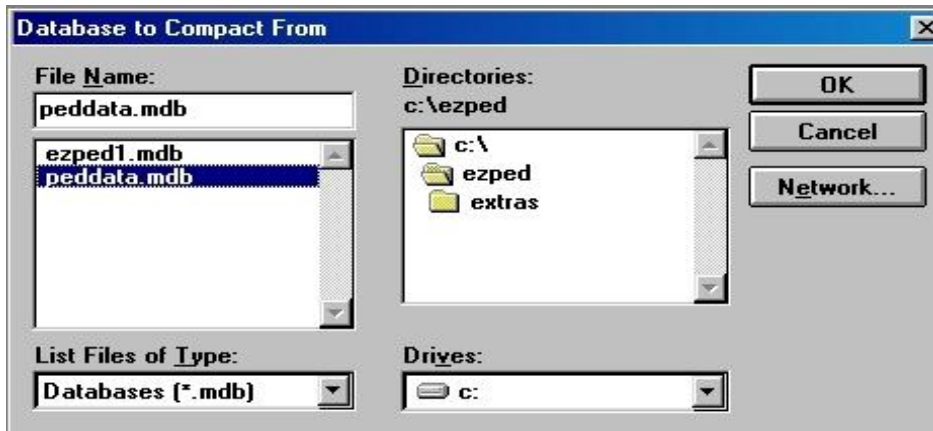 Database to Compact From
File Name:
peddata.mdb
ezped1.mdb
peddata.mdb
List Files of Type:
Databases (*.mdb)
Directories:
c:\ezped
c:\
ezped
extras
Drives:
c:
OK
Cancel
Network...